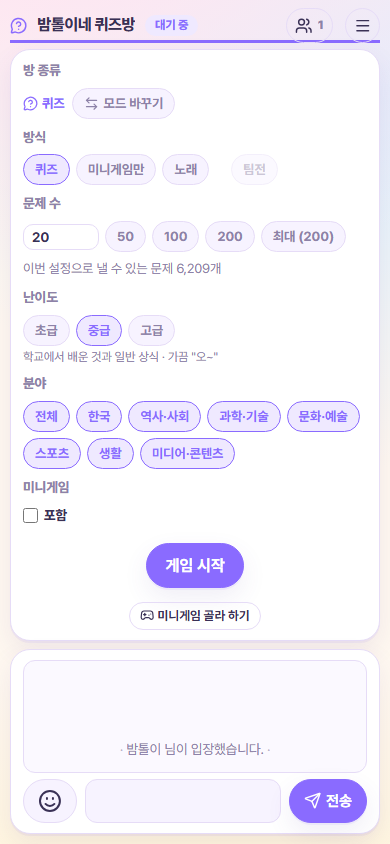 밤톨이네 퀴즈방 대기 중 1
방 종류
퀴즈 모드 바꾸기
방식
퀴즈 미니게임만 노래 팀전
문제 수
20 50 100 200 최대 (200)
이번 설정으로 낼 수 있는 문제 6,209개
난이도
초급 중급 고급
학교에서 배운 것과 일반 상식 · 가끔 "오~"
분야
전체 한국 역사·사회 과학·기술 문화·예술
스포츠 생활 미디어·콘텐츠
미니게임
포함
게임 시작
미니게임 골라 하기
· 밤톨이 님이 입장했습니다. ·
전송